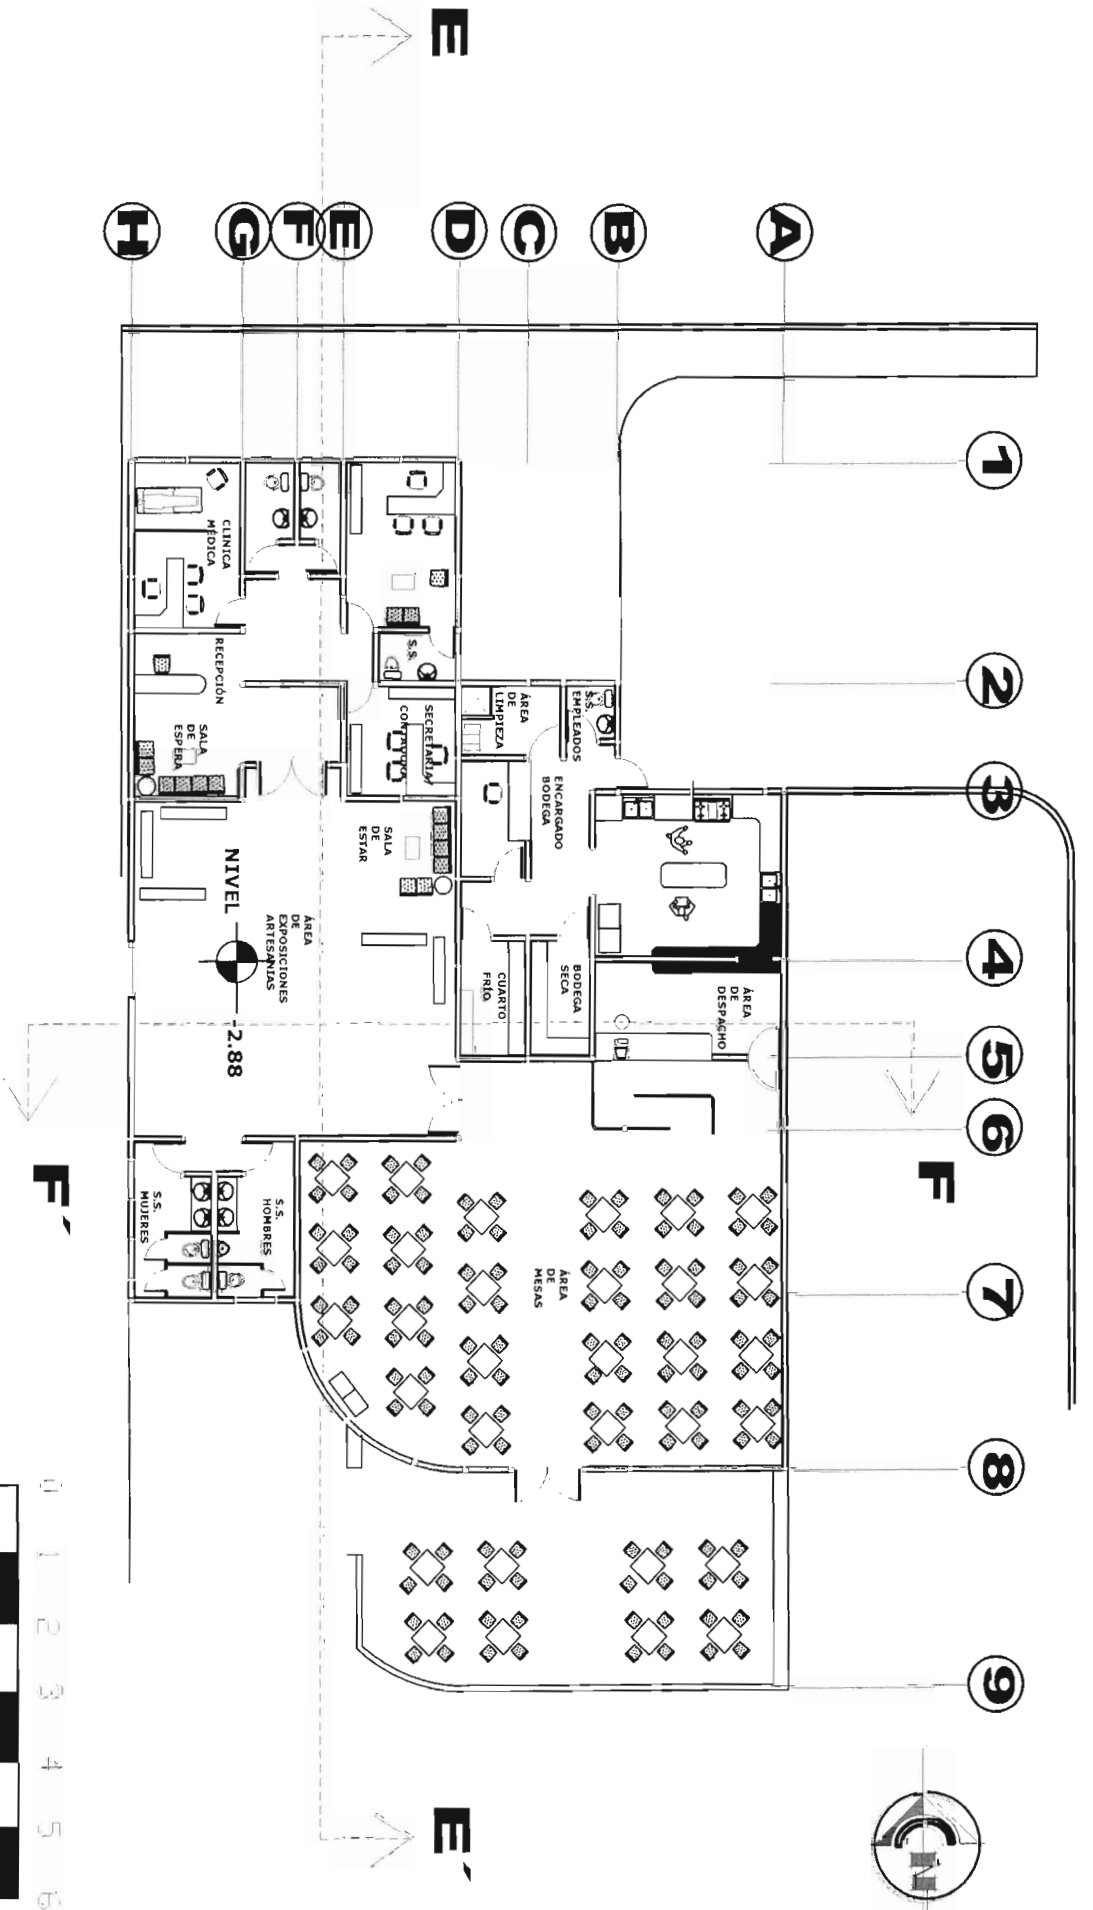 E
H
G
F
E
D
C
B
A
1
2
3
4
5
6
7
8
9
CLINICA
MÉDICA
RECEPCIÓN
SALA
DE
ESPERA
S.S.
SECRETARIA/
CONTADORA
ÁREA
DE
LIMPIEZA
S.S.
EMPLEADOS
ENCARGADO
BODEGA
SALA
DE
ESTAR
NIVEL
-2.88
ÁREA
DE
EXPOSICIONES
ARTESANIAS
CUARTO
FRÍO
BODEGA
SECA
ÁREA
DE
DESPACHO
F
F´
S.S.
MUJERES
S.S.
HOMBRES
ÁREA
DE
MESAS
E´
N
0 1 2 3 4 5 6